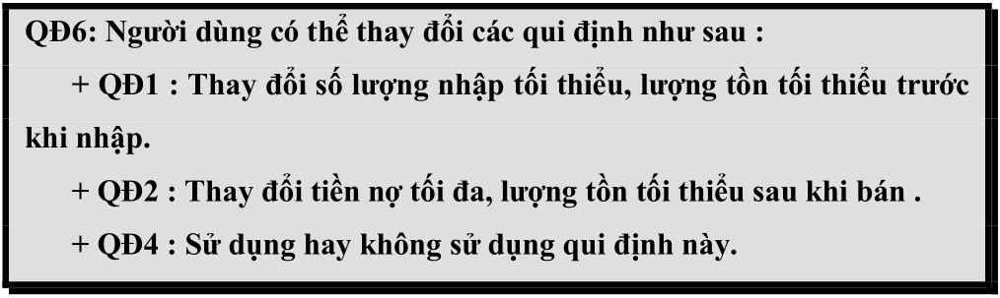 QĐ6: Người dùng có thể thay đổi các qui định như sau :
+ QĐ1 : Thay đổi số lượng nhập tối thiểu, lượng tồn tối thiểu trước
khi nhập.
+ QĐ2 : Thay đổi tiền nợ tối đa, lượng tồn tối thiểu sau khi bán .
+ QĐ4 : Sử dụng hay không sử dụng qui định này.